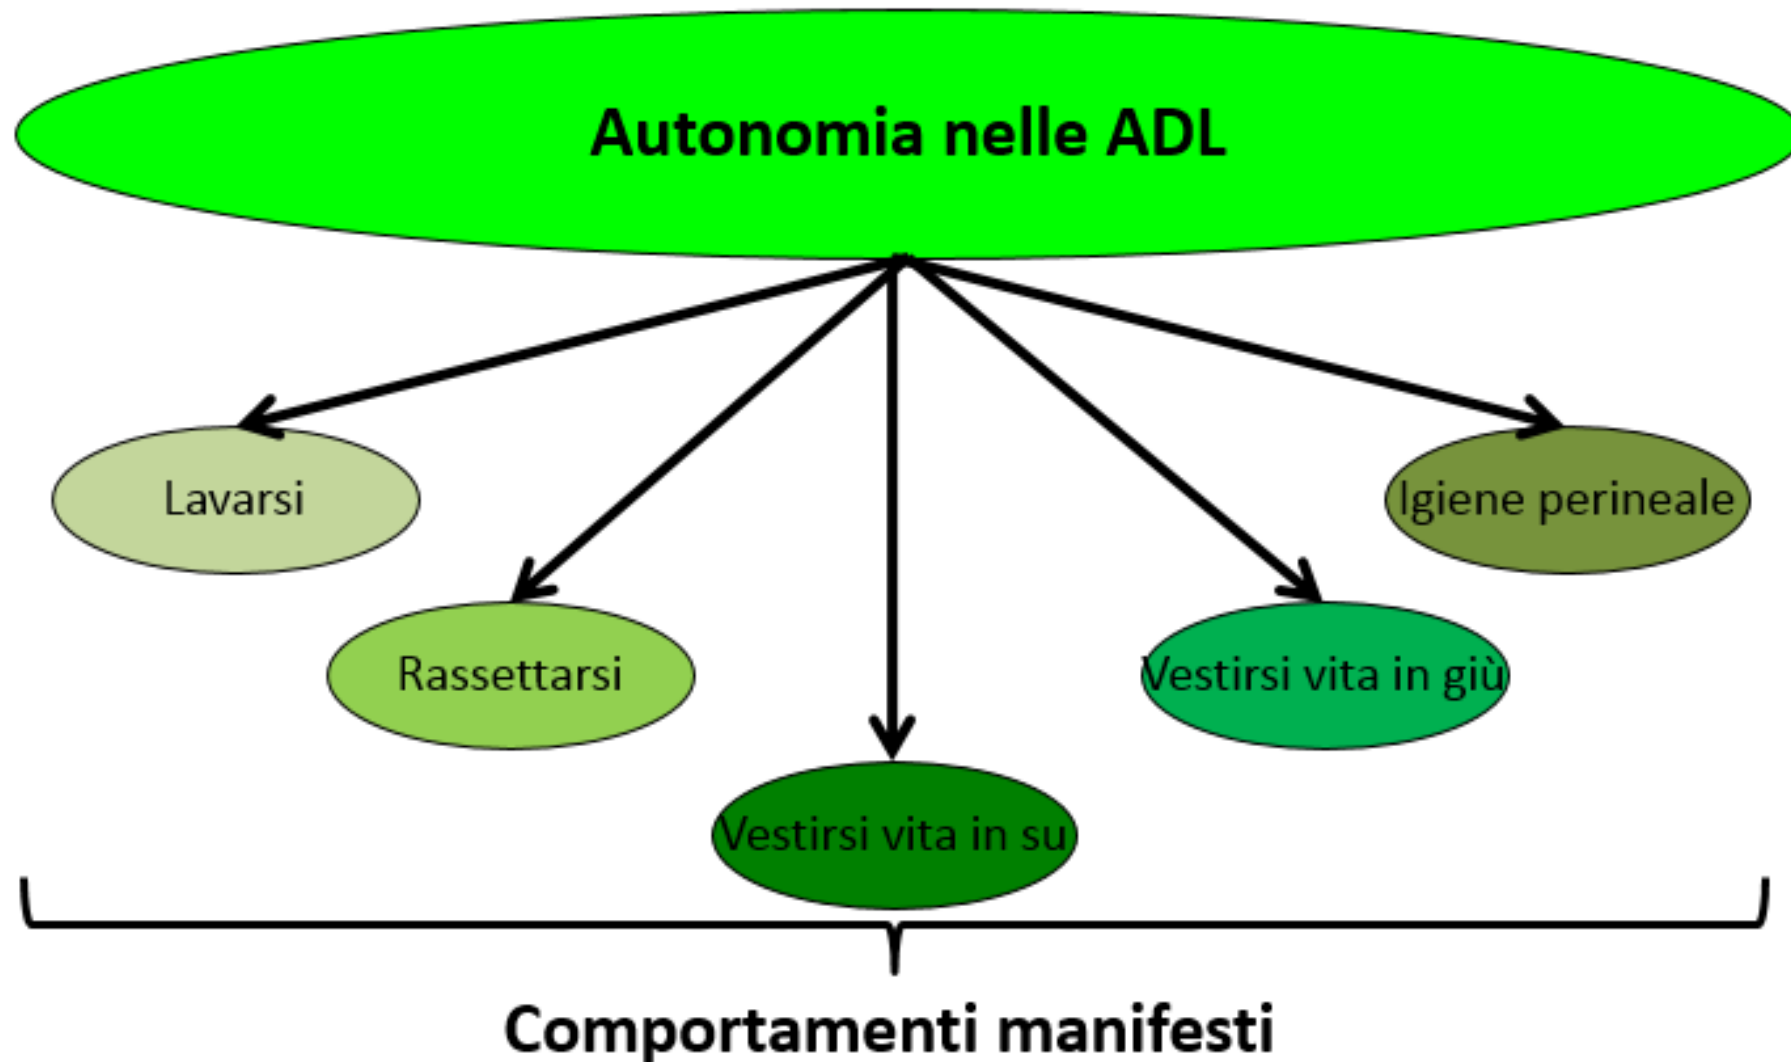 Autonomia nelle ADL
Lavarsi
Igiene perineale
Rassettarsi
Vestirsi vita in giù
Vestirsi vita in su
Comportamenti manifesti